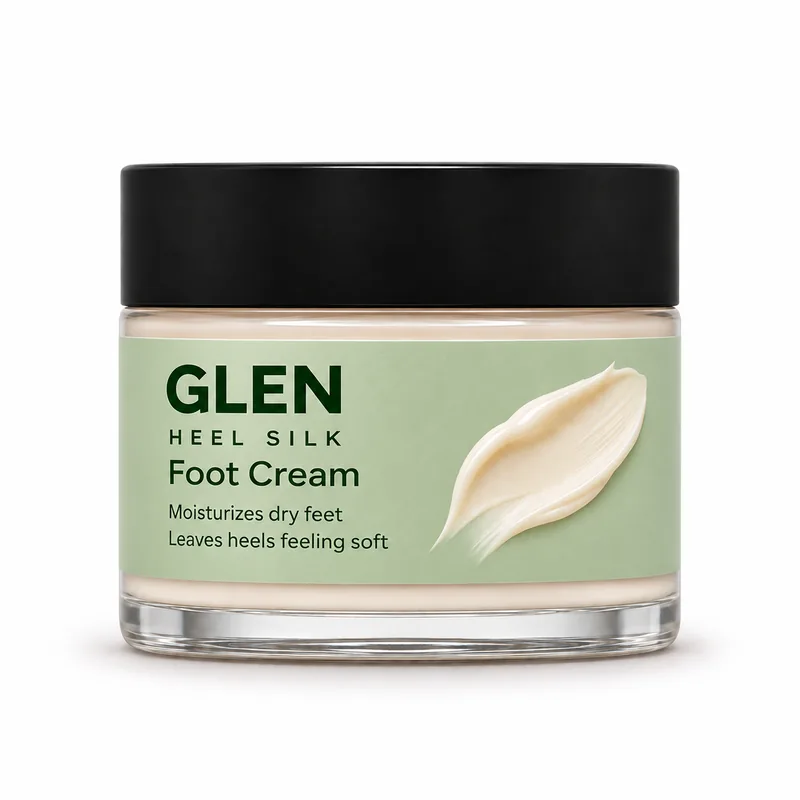 GLEN
HEEL SILK
Foot Cream
Moisturizes dry feet
Leaves heels feeling soft